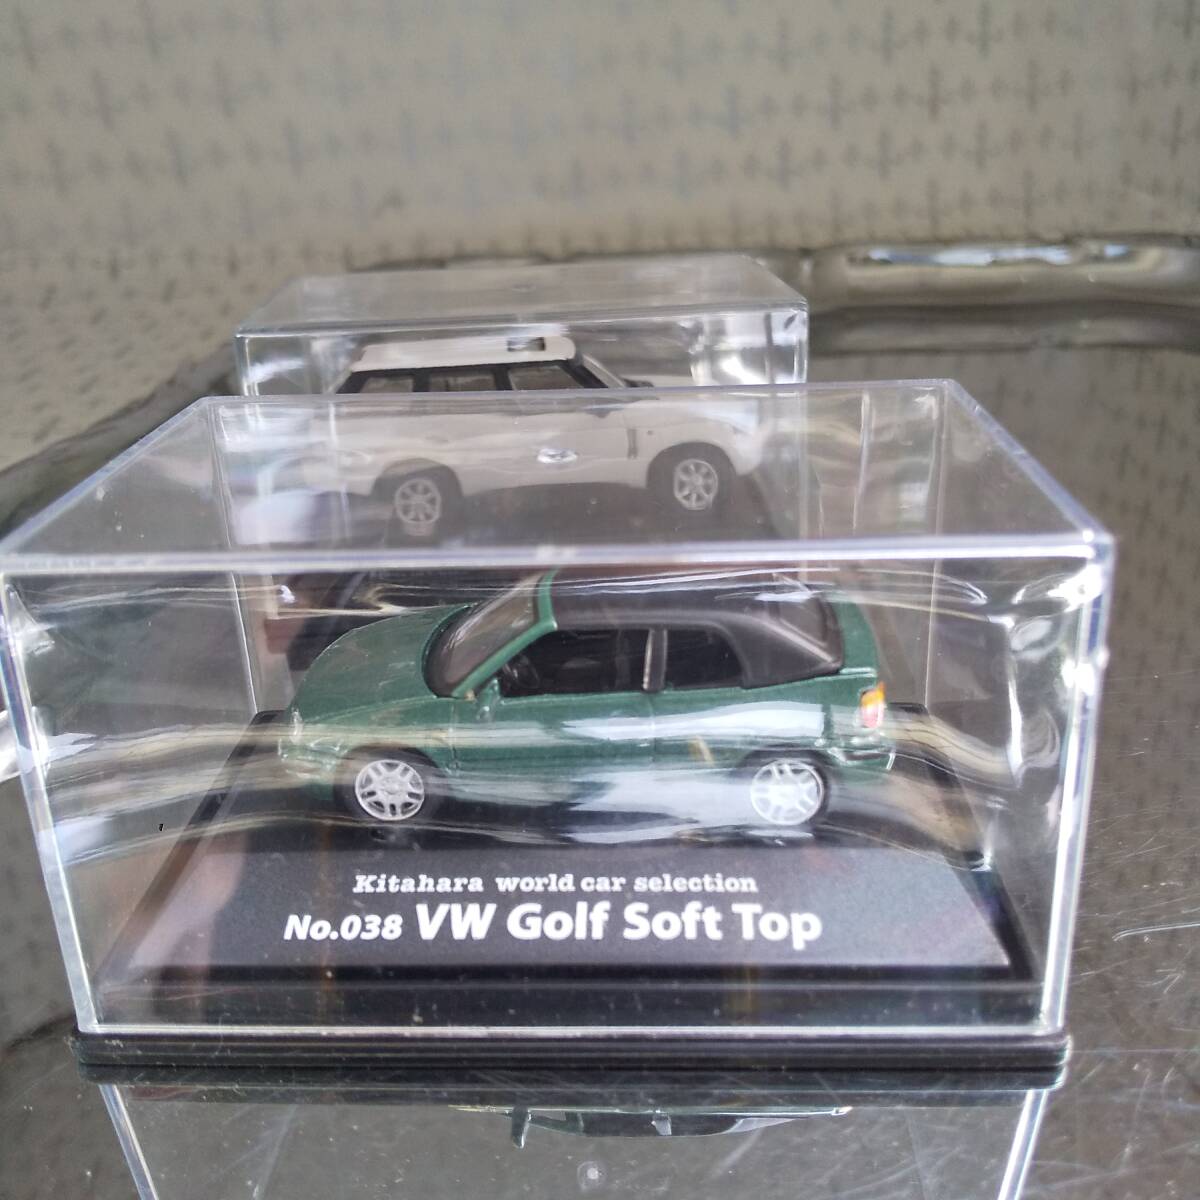 Kitahara world car selection
No.038 VW Golf Soft Top